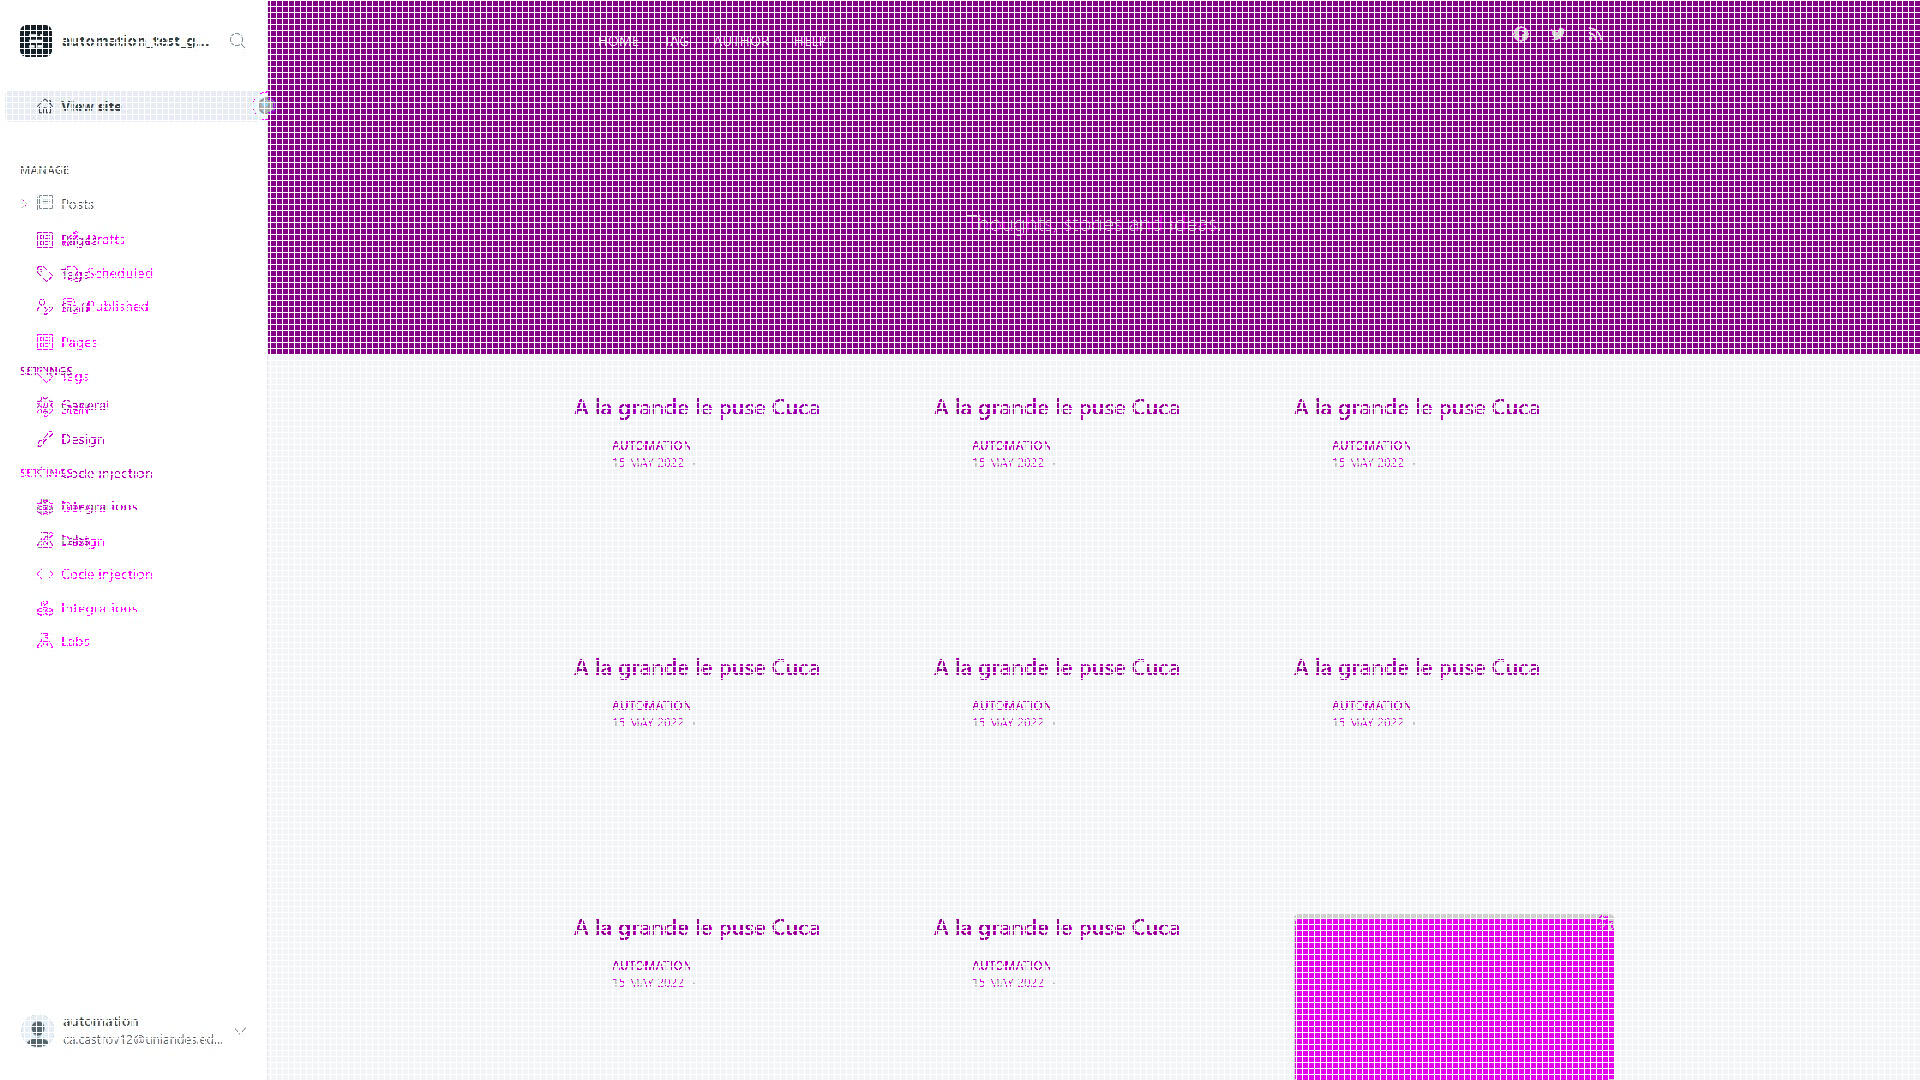 automation_test_g...
View site
MANAGE
Posts
Drafts
Scheduled
Published
Pages
Tags
SETTINGS
General
Design
Code injection
Integrations
Design
Code injection
Integrations
Labs
automation
HOME TAG AUTHOR HELP
Thoughts, stories and ideas.
A la grande le puse Cuca
AUTOMATION
15 MAY 2022
A la grande le puse Cuca
AUTOMATION
15 MAY 2022
A la grande le puse Cuca
AUTOMATION
15 MAY 2022
A la grande le puse Cuca
AUTOMATION
15 MAY 2022
A la grande le puse Cuca
AUTOMATION
15 MAY 2022
A la grande le puse Cuca
AUTOMATION
15 MAY 2022
A la grande le puse Cuca
AUTOMATION
15 MAY 2022
A la grande le puse Cuca
AUTOMATION
15 MAY 2022